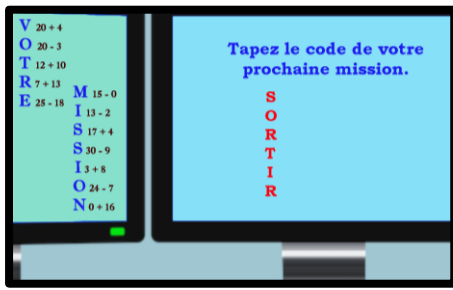 V 20 + 4
O 20 - 3
T 12 + 10
R 7 + 13
E 25 - 18
M 15 - 0
I 13 - 2
S 17 + 4
S 30 - 9
I 3 + 8
O 24 - 7
N 0 + 16
Tapez le code de votre
prochaine mission.
S
O
R
T
I
R